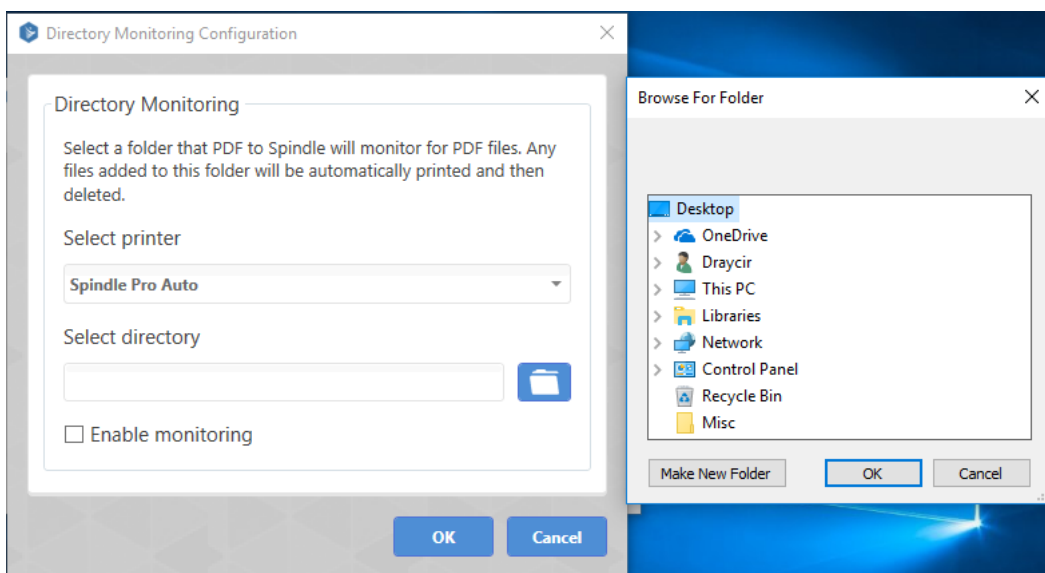 Directory Monitoring Configuration
Directory Monitoring
Select a folder that PDF to Spindle will monitor for PDF files. Any
files added to this folder will be automatically printed and then
deleted.
Select printer
Spindle Pro Auto
Select directory
Enable monitoring
OK
Cancel
Browse For Folder
Desktop
OneDrive
Draycir
This PC
Libraries
Network
Control Panel
Recycle Bin
Misc
Make New Folder
OK
Cancel